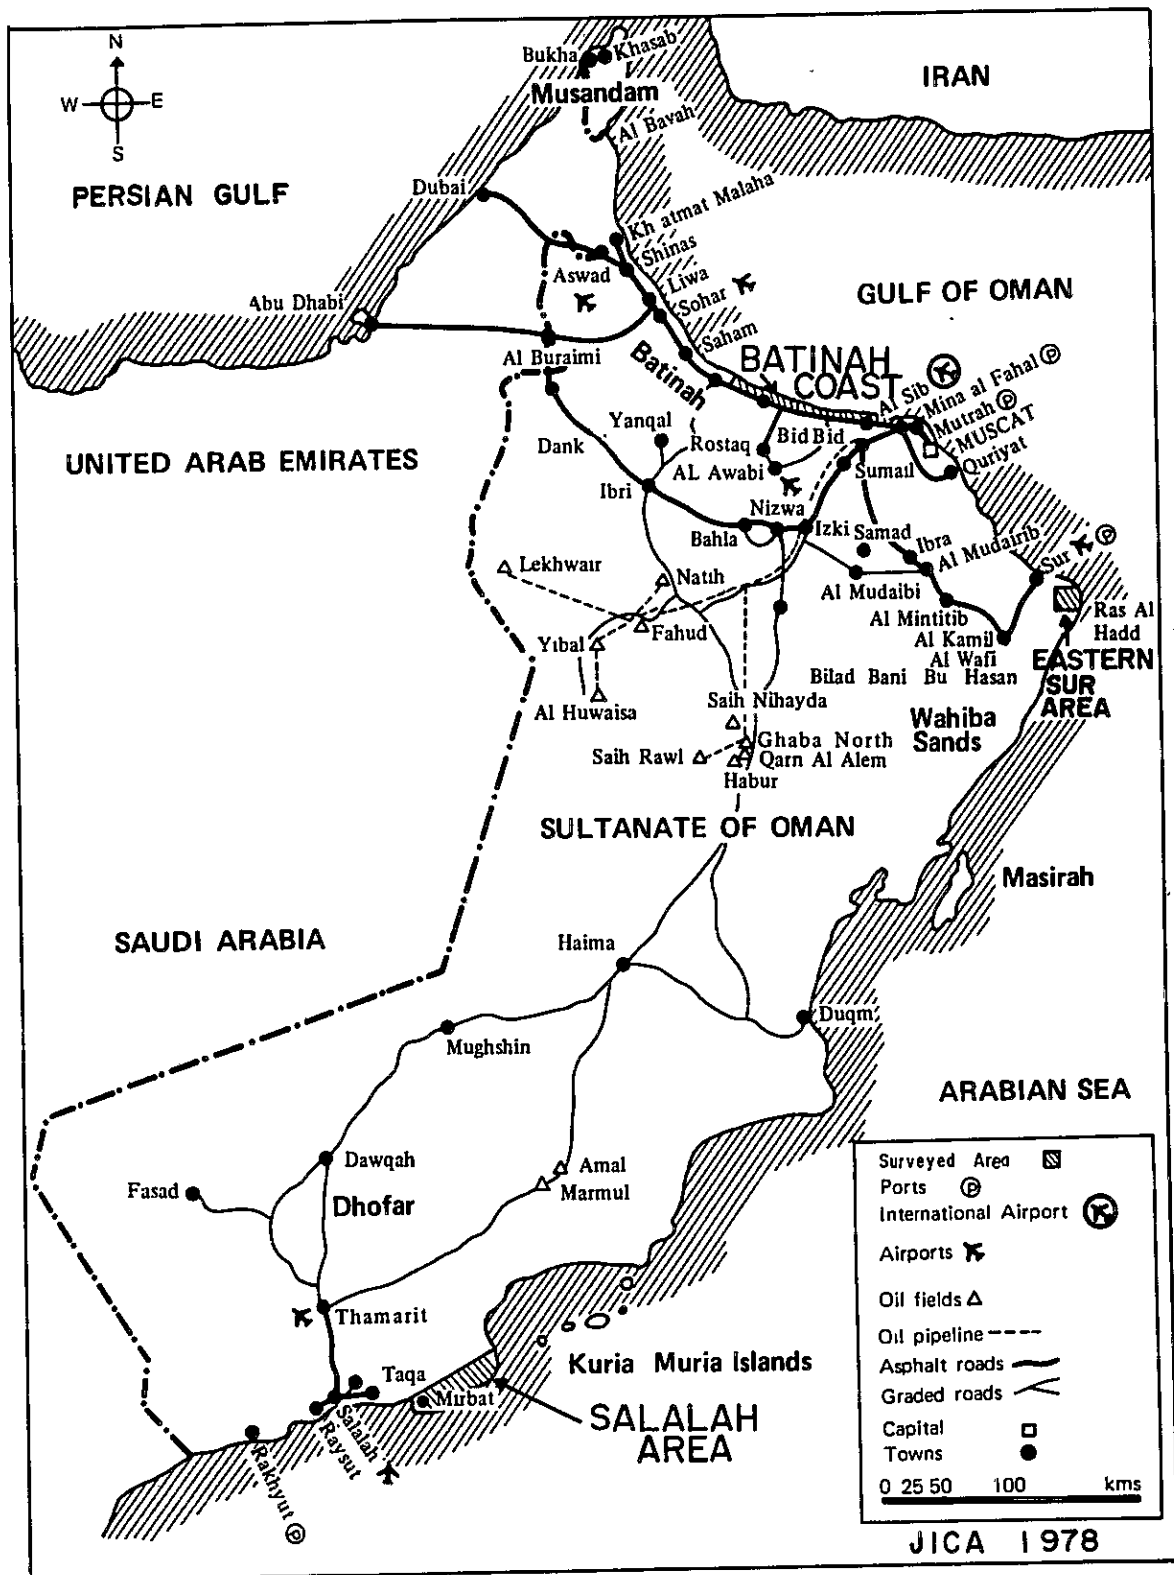 N
W E
S
Bukha Khasab
Musandam
Al Bayah
IRAN
PERSIAN GULF
Dubai
Kh atmat Malaha
Shinas
Aswad
Liwa
Sohar
Saham
GULF OF OMAN
Abu Dhabi
Al Buraimi
Batinah
BATINAH
COAST
Al Sib
Mina al Fahal P
Mutrah P
MUSCAT
Quriyat
UNITED ARAB EMIRATES
Yanqal
Dank
Rostaq
Bid Bid
AL Awabi
Sumail
Ibri
Nizwa
Bahla
Izki
Samad
Ibra
Al Mudairib
Sur P
Lekhwair
Natih
Al Mudaibi
Al Mintitib
Al Kamil
Al Wafi
Bilad Bani Bu Hasan
Ras Al
Hadd
EASTERN
SUR
AREA
Fahud
Yibal
Al Huwaisa
Saih Nihayda
Ghaba North
Saih Rawl
Qarn Al Alem
Habur
Wahiba
Sands
SULTANATE OF OMAN
Masirah
SAUDI ARABIA
Haima
Duqm
Mughshin
ARABIAN SEA
Dawqah
Amal
Marmul
Fasad
Dhofar
Thamarit
Kuria Muria Islands
Taqa
Mirbat
SALALAH
AREA
Salalah
Raysut
Rakhyut P
Surveyed Area
Ports P
International Airport
Airports
Oil fields
Oil pipeline
Asphalt roads
Graded roads
Capital
Towns
0 25 50 100 kms
JICA 1978